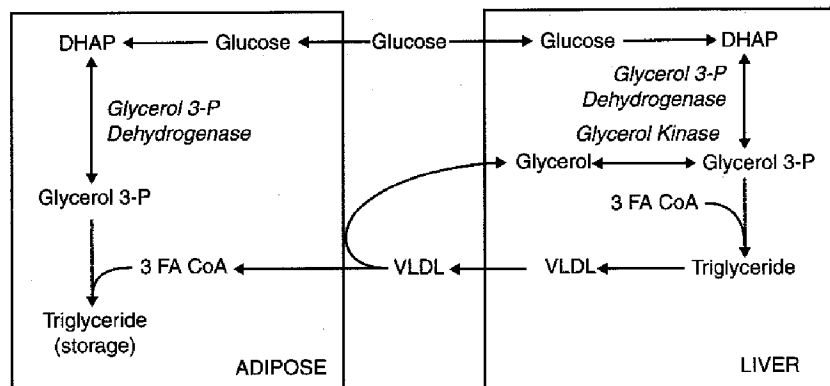 DHAP
Glucose
Glucose
Glucose
DHAP
Glycerol 3-P
Dehydrogenase
Glycerol 3-P
Dehydrogenase
Glycerol Kinase
Glycerol
Glycerol 3-P
Glycerol 3-P
3 FA CoA
3 FA CoA
VLDL
VLDL
Triglyceride
Triglyceride
(storage)
ADIPOSE
LIVER